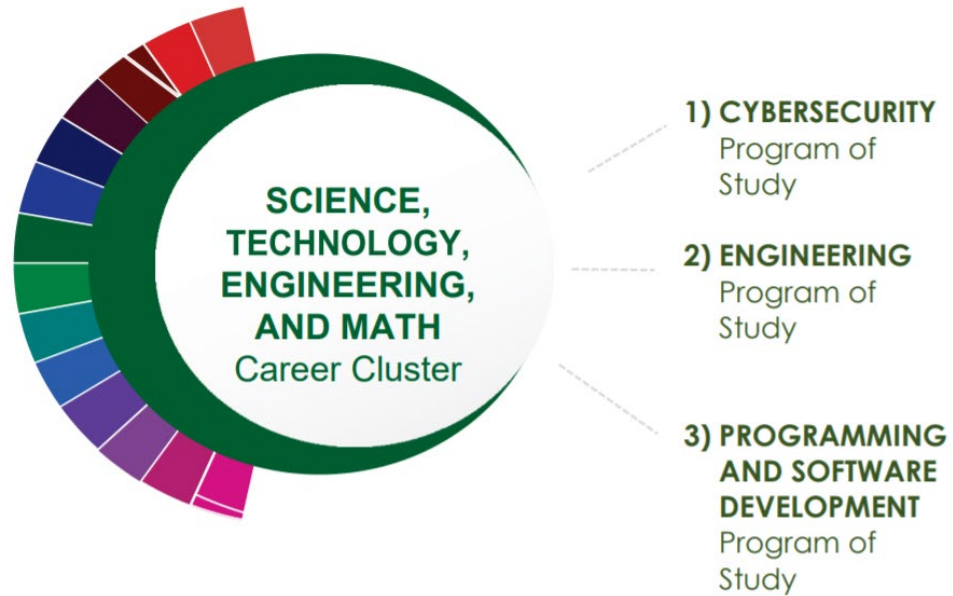 SCIENCE,
TECHNOLOGY,
ENGINEERING,
AND MATH
Career Cluster
1) CYBERSECURITY
Program of
Study
2) ENGINEERING
Program of
Study
3) PROGRAMMING
AND SOFTWARE
DEVELOPMENT
Program of
Study